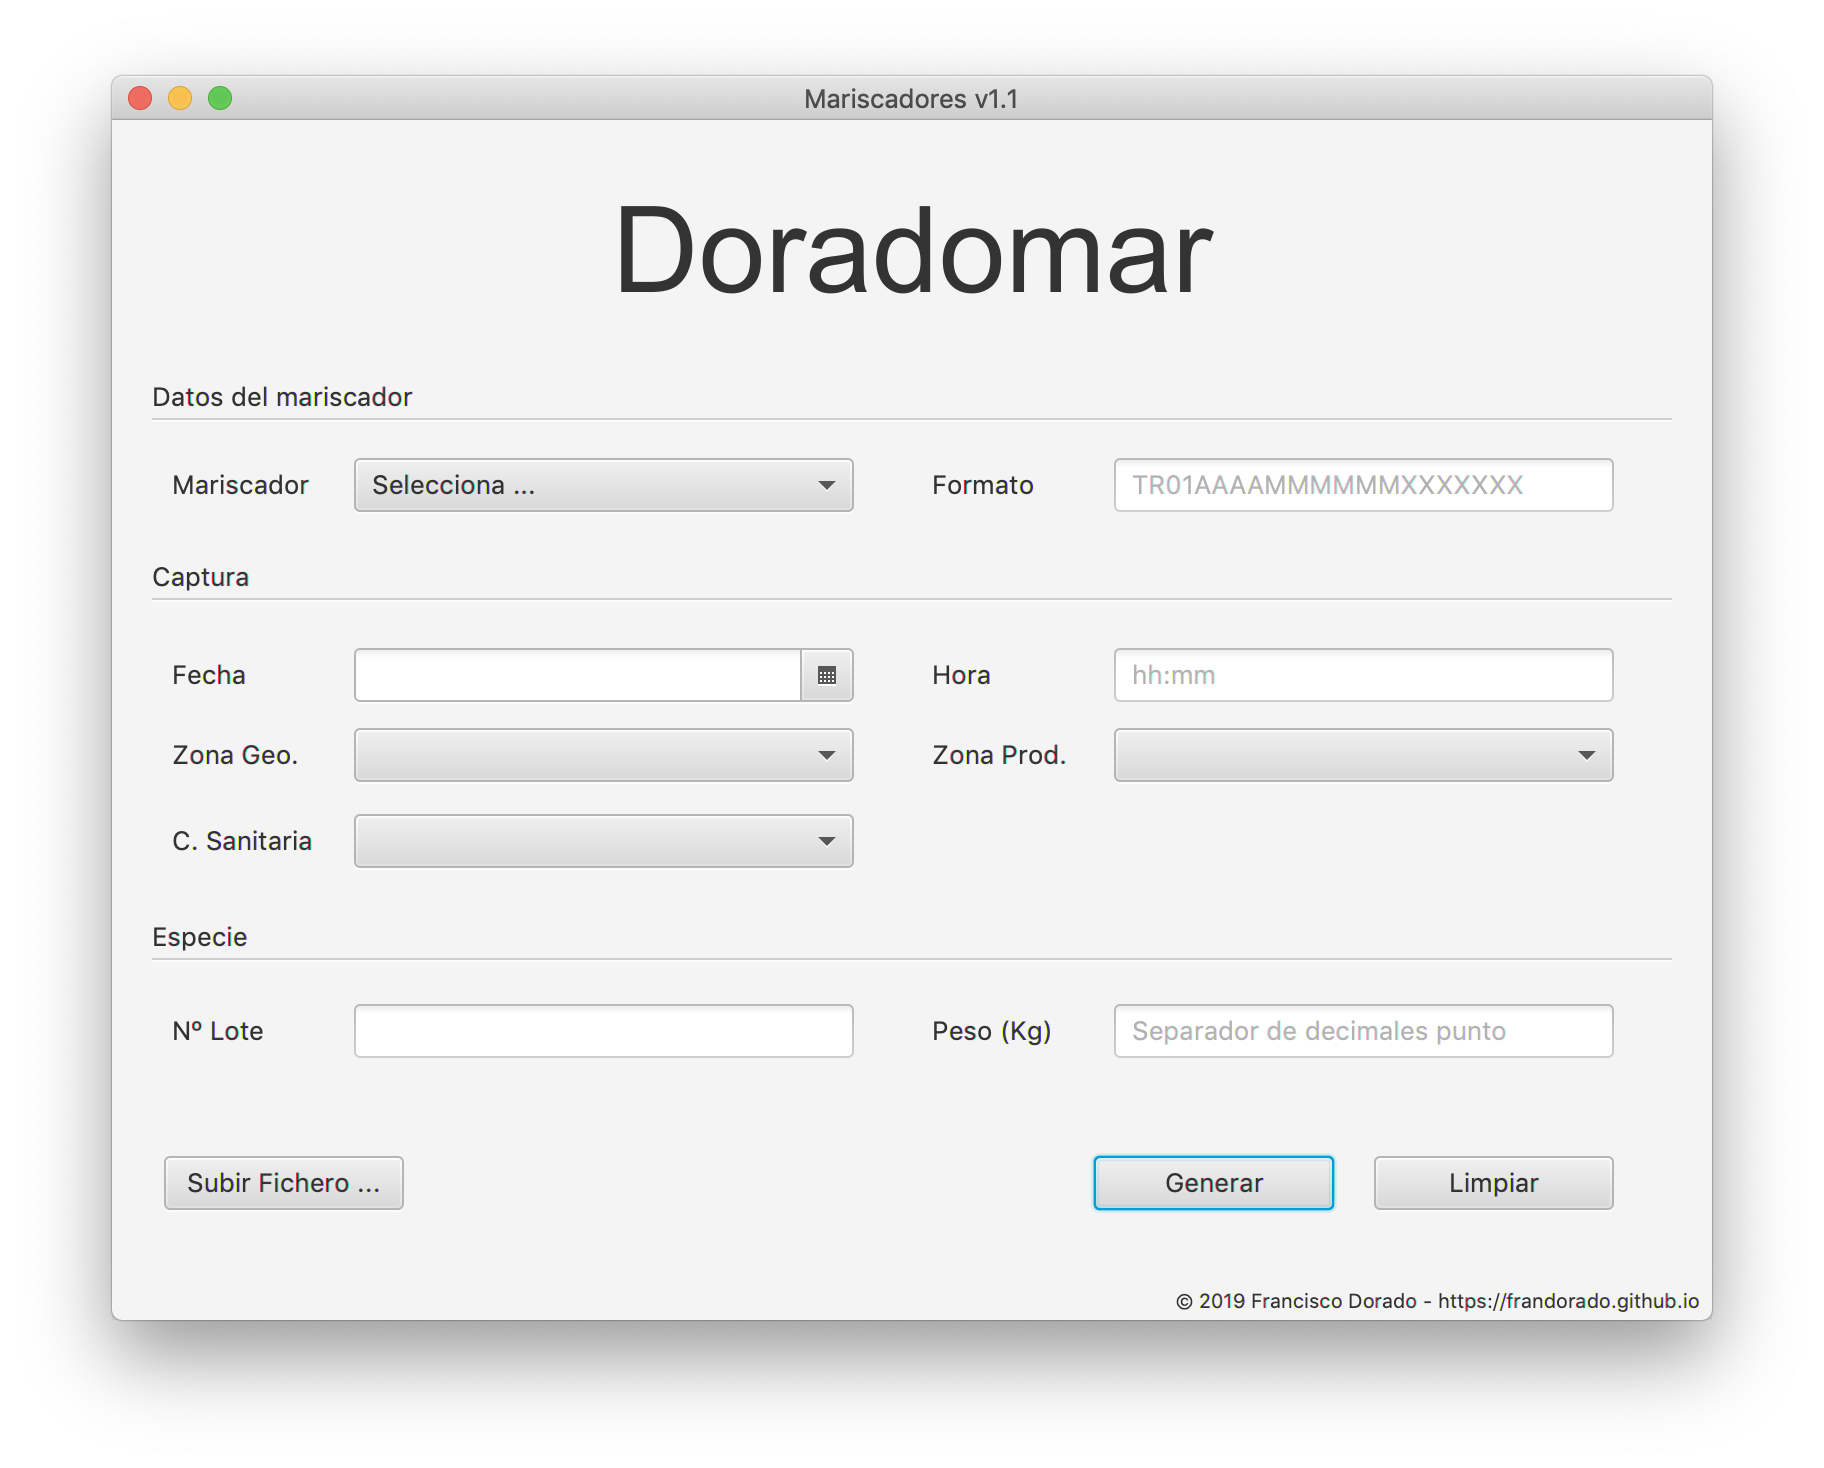 Mariscadores v1.1
Doradomar
Datos del mariscador
Mariscador Selecciona ... Formato TR01AAAAMMMMMMXXXXXXX
Captura
Fecha Hora hh:mm
Zona Geo. Zona Prod.
C. Sanitaria
Especie
Nº Lote Peso (Kg) Separador de decimales punto
Subir Fichero ... Generar Limpiar
© 2019 Francisco Dorado - https://frandorado.github.io